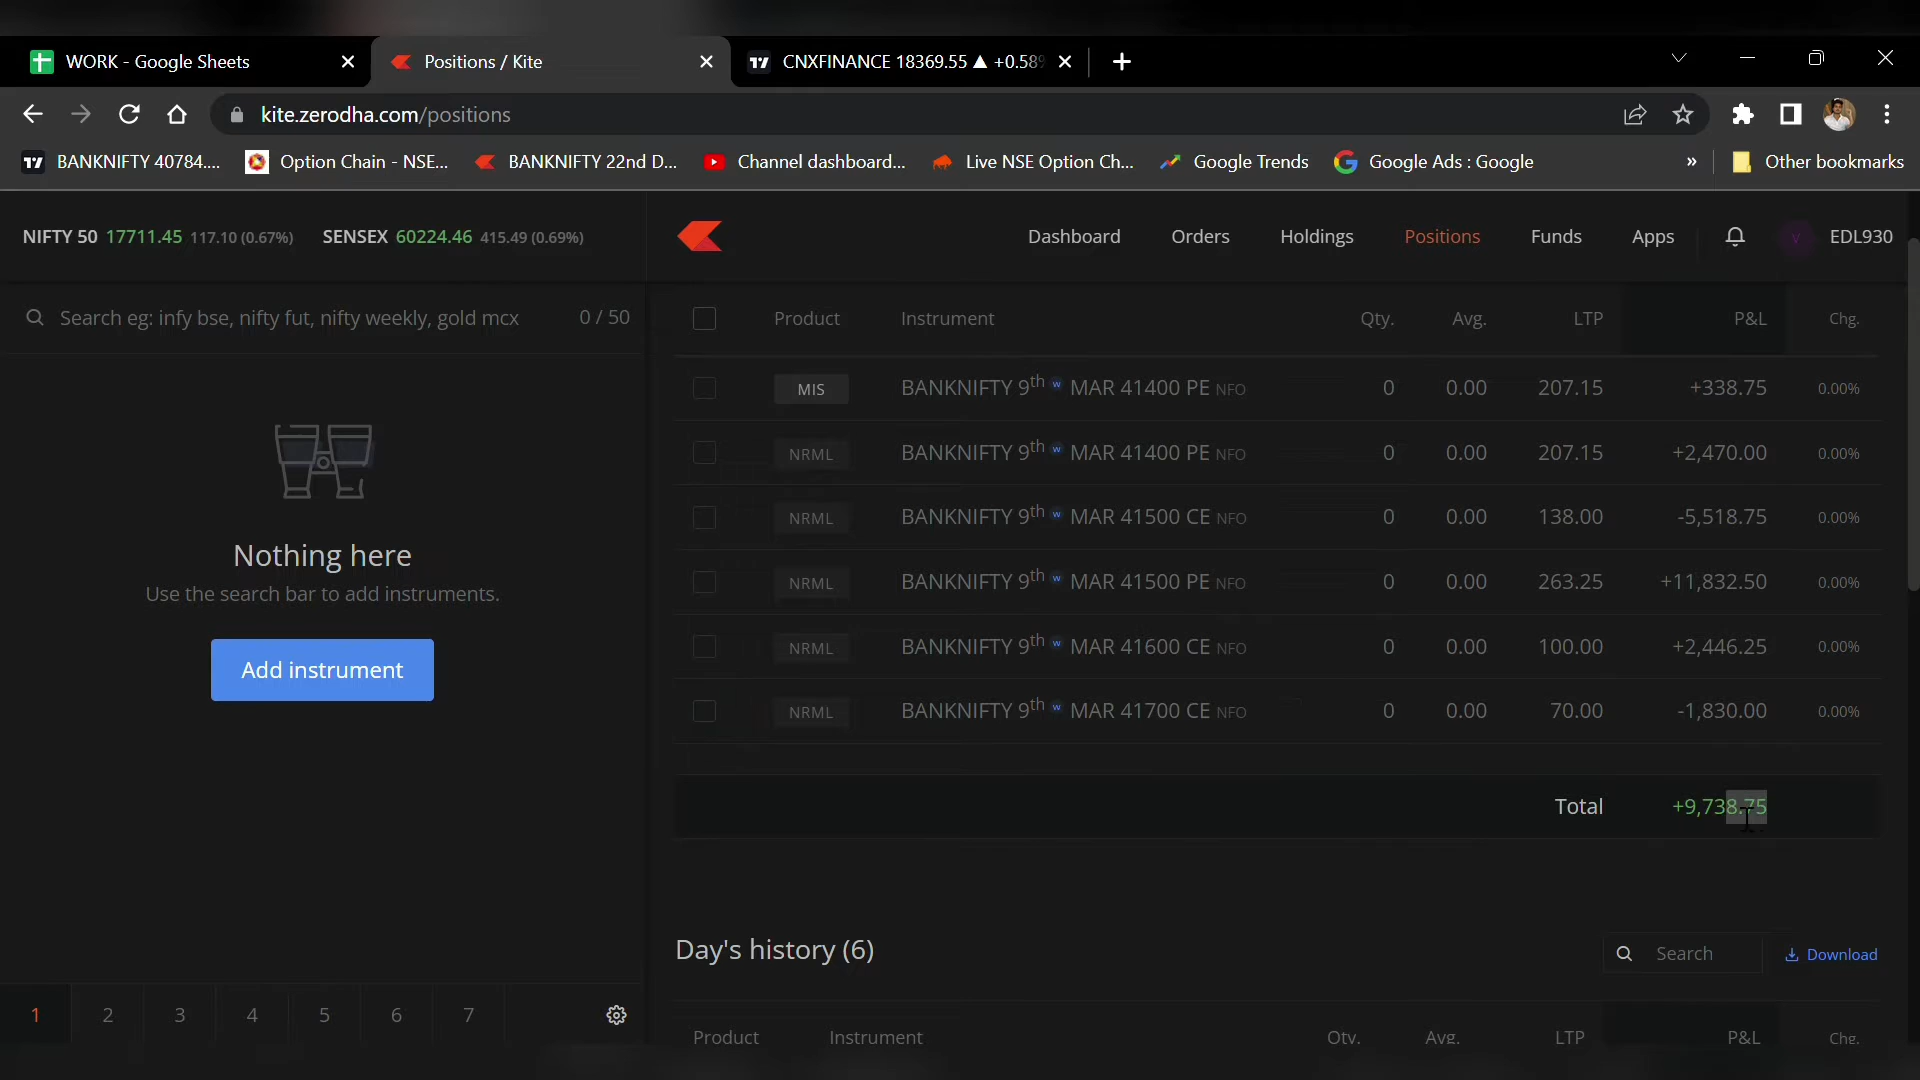 WORK - Google Sheets
Positions / Kite
CNXFINANCE 18369.55 ▲ +0.58%
kite.zerodha.com/positions
BANKNIFTY 40784....
Option Chain - NSE...
BANKNIFTY 22nd D...
Channel dashboard...
Live NSE Option Ch...
Google Trends
Google Ads : Google
»
Other bookmarks
NIFTY 50 17711.45 117.10 (0.67%) SENSEX 60224.46 415.49 (0.69%)
Dashboard Orders Holdings Positions Funds Apps V EDL930
Search eg: infy bse, nifty fut, nifty weekly, gold mcx 0 / 50
Nothing here
Use the search bar to add instruments.
Add instrument
1 2 3 4 5 6 7
Product Instrument Qty. Avg. LTP P&L Chg.
MIS BANKNIFTY 9th w MAR 41400 PE NFO 0 0.00 207.15 +338.75 0.00%
NRML BANKNIFTY 9th w MAR 41400 PE NFO 0 0.00 207.15 +2,470.00 0.00%
NRML BANKNIFTY 9th w MAR 41500 CE NFO 0 0.00 138.00 -5,518.75 0.00%
NRML BANKNIFTY 9th w MAR 41500 PE NFO 0 0.00 263.25 +11,832.50 0.00%
NRML BANKNIFTY 9th w MAR 41600 CE NFO 0 0.00 100.00 +2,446.25 0.00%
NRML BANKNIFTY 9th w MAR 41700 CE NFO 0 0.00 70.00 -1,830.00 0.00%
Total +9,738.75
Day's history (6) Search Download
Product Instrument Qty. Avg. LTP P&L Chg.